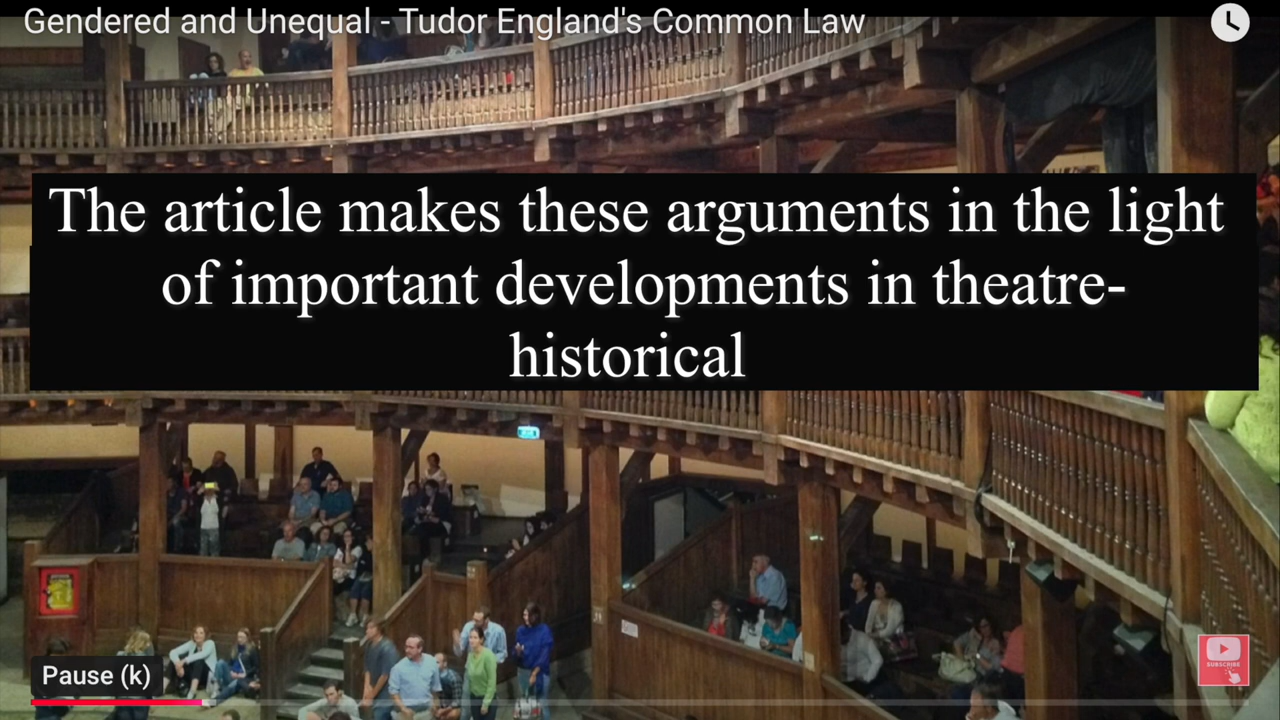 Gendered and Unequal - Tudor England's Common Law
The article makes these arguments in the light
of important developments in theatre-
historical
Pause (k)
SUBSCRIBE